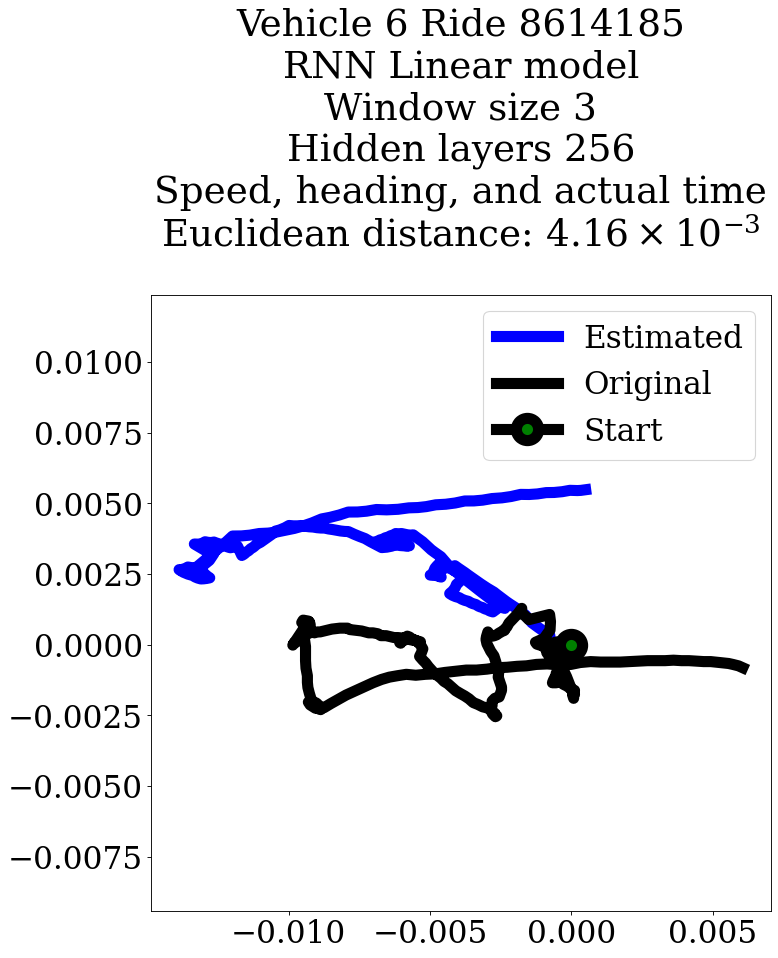 Vehicle 6 Ride 8614185
RNN Linear model
Window size 3
Hidden layers 256
Speed, heading, and actual time
Euclidean distance: 4.16 × 10⁻³
Estimated
Original
Start
0.0100
0.0075
0.0050
0.0025
0.0000
−0.0025
−0.0050
−0.0075
−0.010 −0.005 0.000 0.005